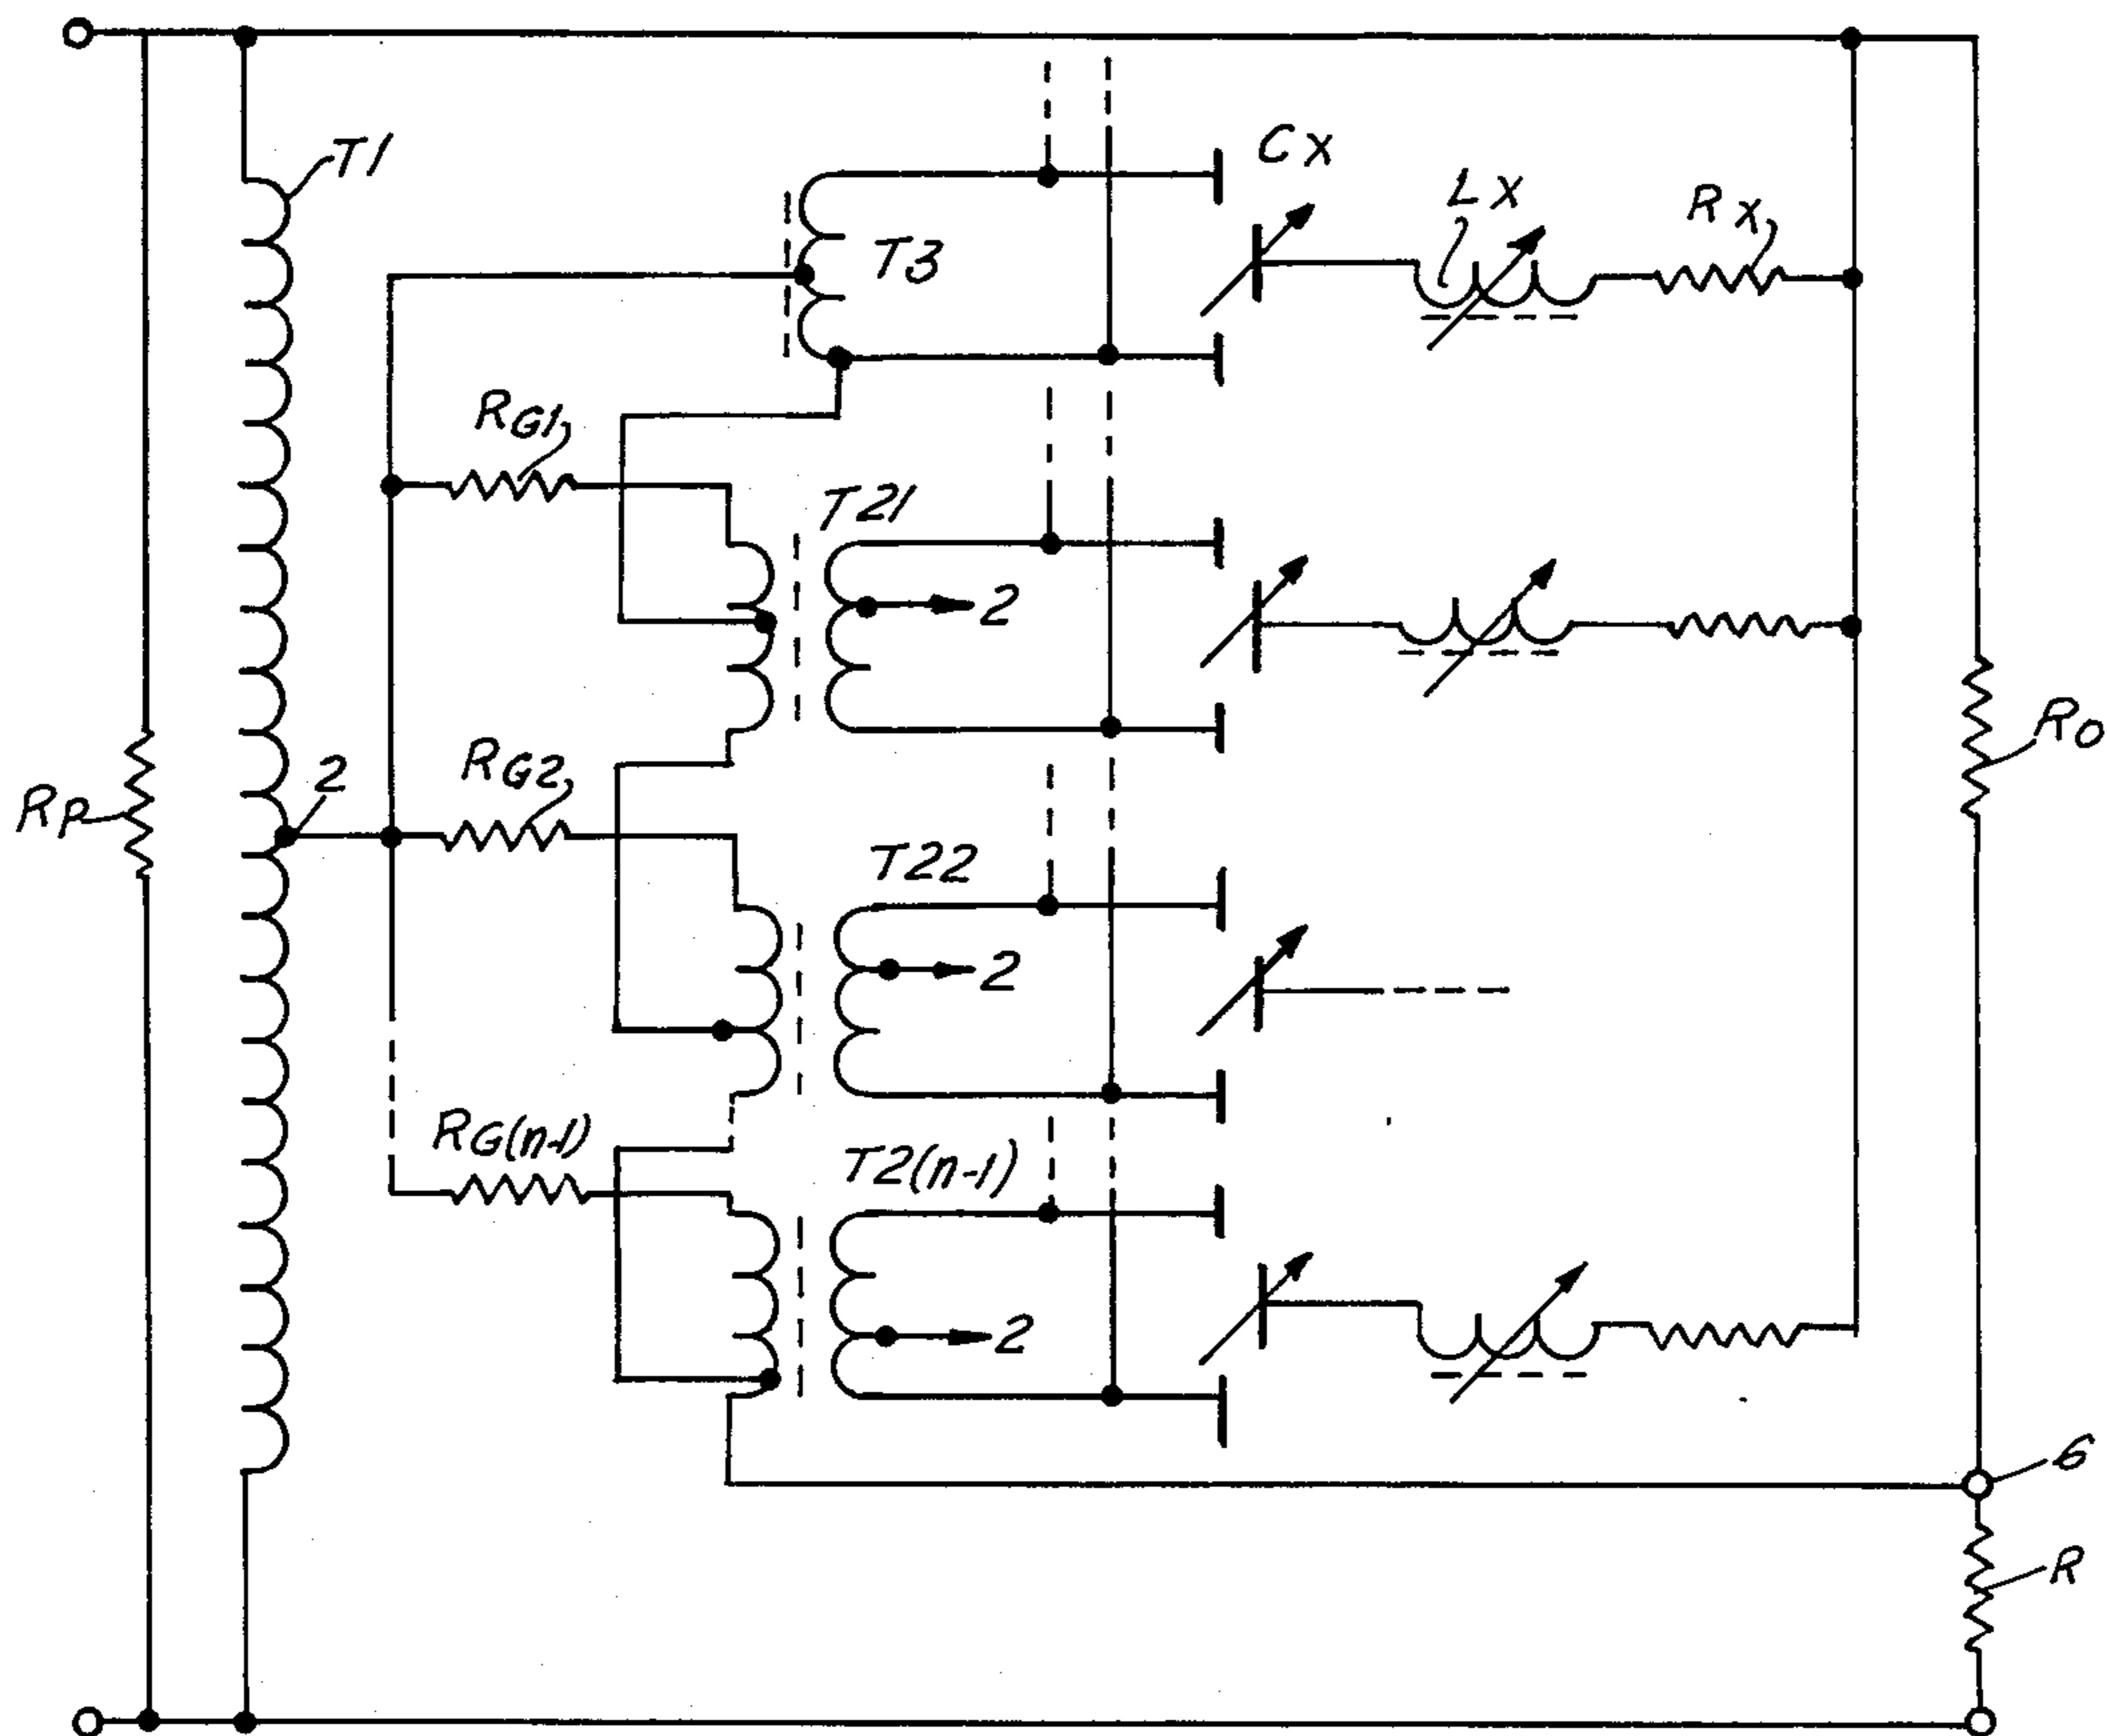 T1
Cx
Lx
Rx
T3
RG1
T21
2
RG2
2
Rp
Ro
T22
2
RG(n-1)
T2(n-1)
2
6
R